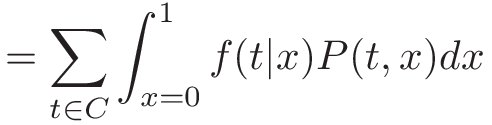 $= \sum_{t \in C} \int_{x=0}^{1} f(t|x) P(t, x) dx$